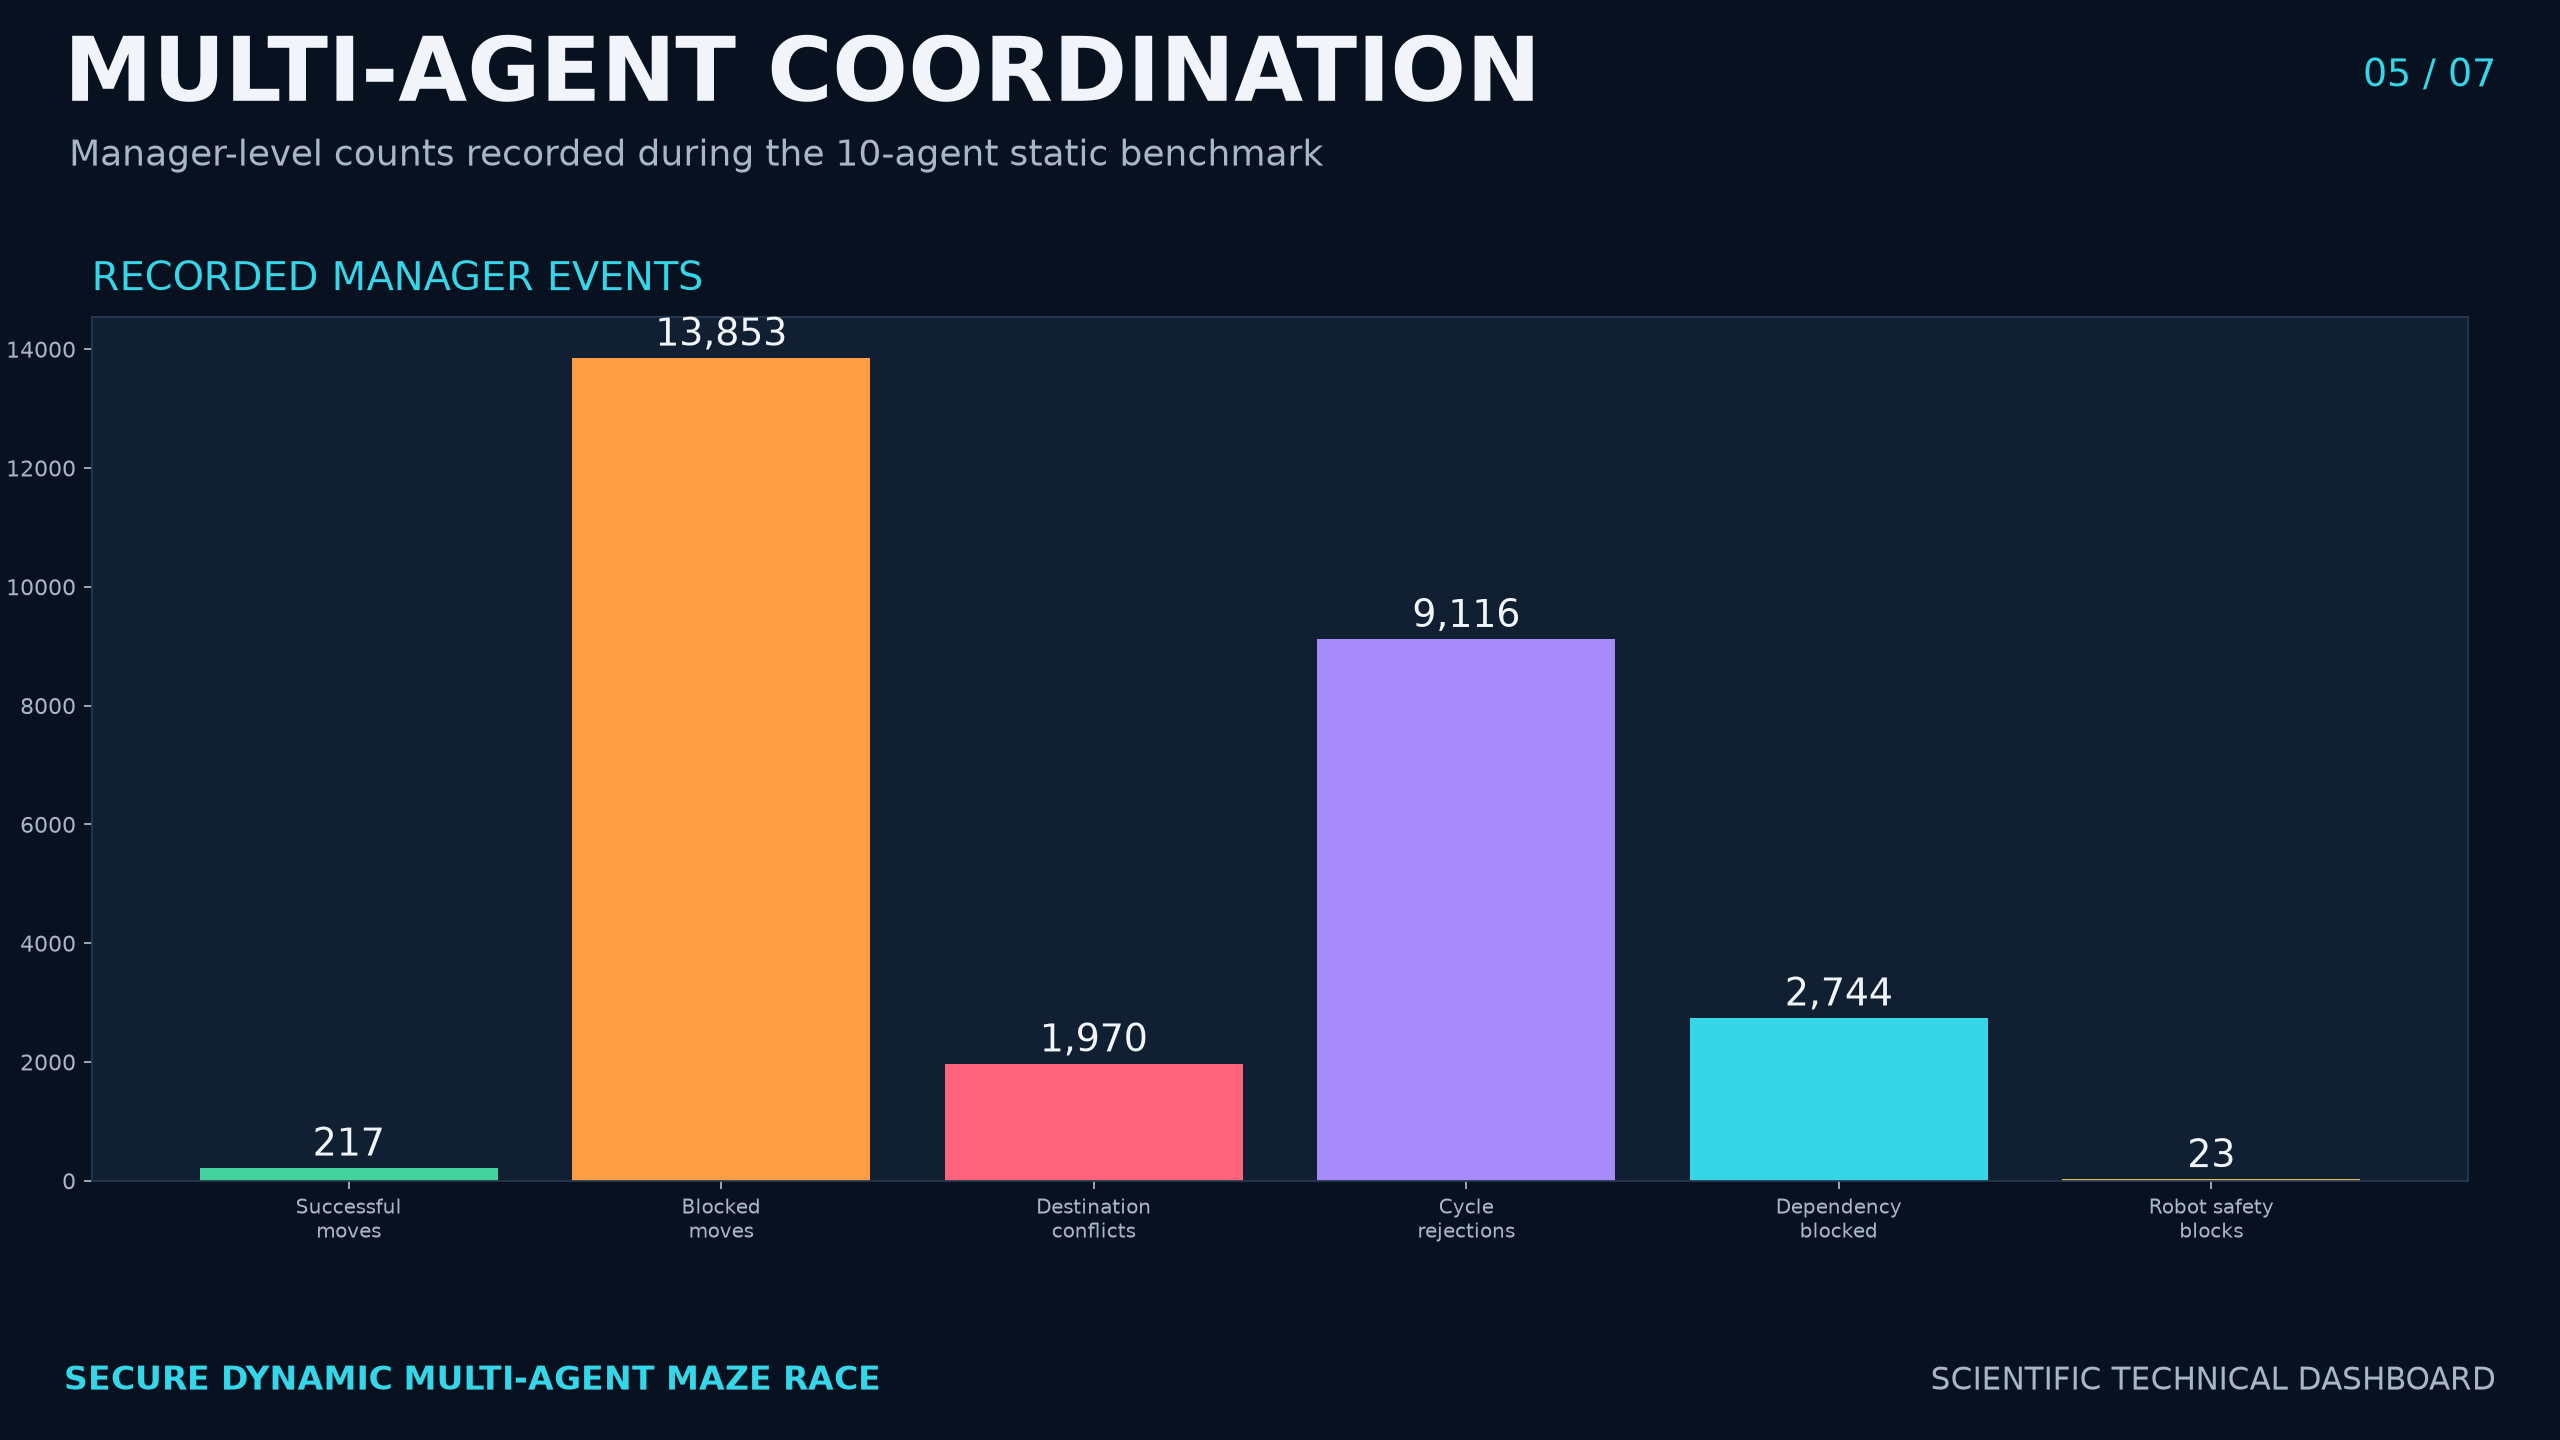 MULTI-AGENT COORDINATION
05 / 07
Manager-level counts recorded during the 10-agent static benchmark
RECORDED MANAGER EVENTS
14000
12000
10000
8000
6000
4000
2000
0
217
13,853
1,970
9,116
2,744
23
Successful
moves
Blocked
moves
Destination
conflicts
Cycle
rejections
Dependency
blocked
Robot safety
blocks
SECURE DYNAMIC MULTI-AGENT MAZE RACE
SCIENTIFIC TECHNICAL DASHBOARD